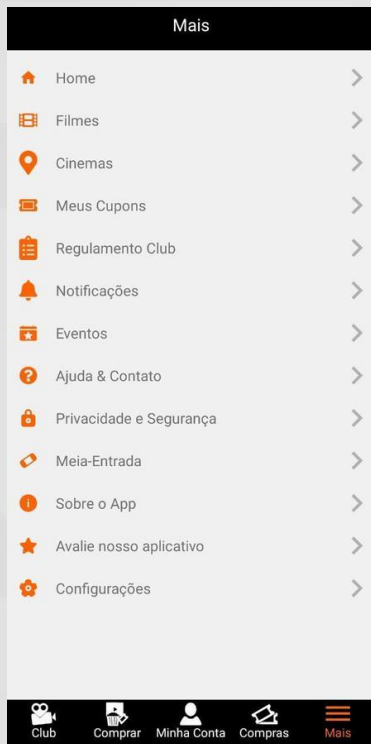 Mais
Home
Filmes
Cinemas
Meus Cupons
Regulamento Club
Notificações
Eventos
Ajuda & Contato
Privacidade e Segurança
Meia-Entrada
Sobre o App
Avalie nosso aplicativo
Configurações
Club Comprar Minha Conta Compras Mais